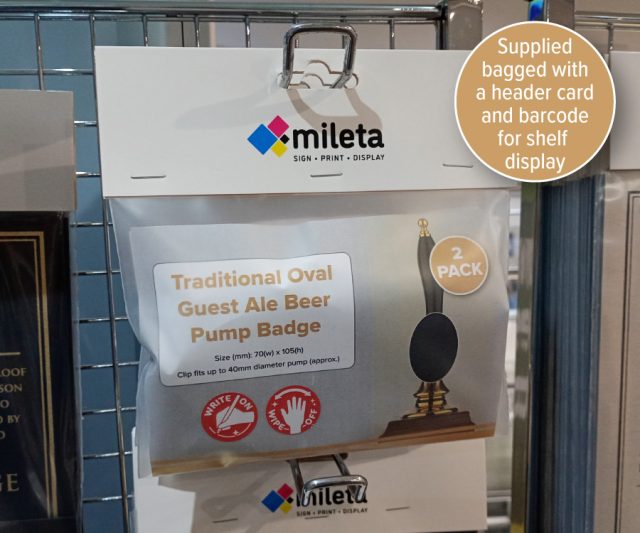 Supplied
bagged with
a header card
and barcode
for shelf
display
mileta
SIGN • PRINT • DISPLAY
2
PACK
Traditional Oval
Guest Ale Beer
Pump Badge
Size (mm): 70(w) x 105(h)
Clip fits up to 40mm diameter pump (approx.)
WRITE ON
WIPE OFF
mileta
SIGN • PRINT • DISPLAY